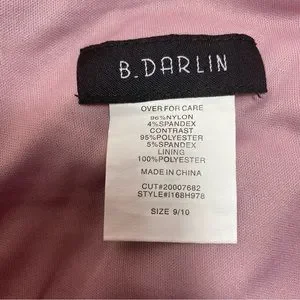 B.DARLIN
OVER FOR CARE
96%NYLON
4%SPANDEX
CONTRAST
95%POLYESTER
5%SPANDEX
LINING
100%POLYESTER
MADE IN CHINA
CUT#20007682
STYLE#I168H978
SIZE 9/10